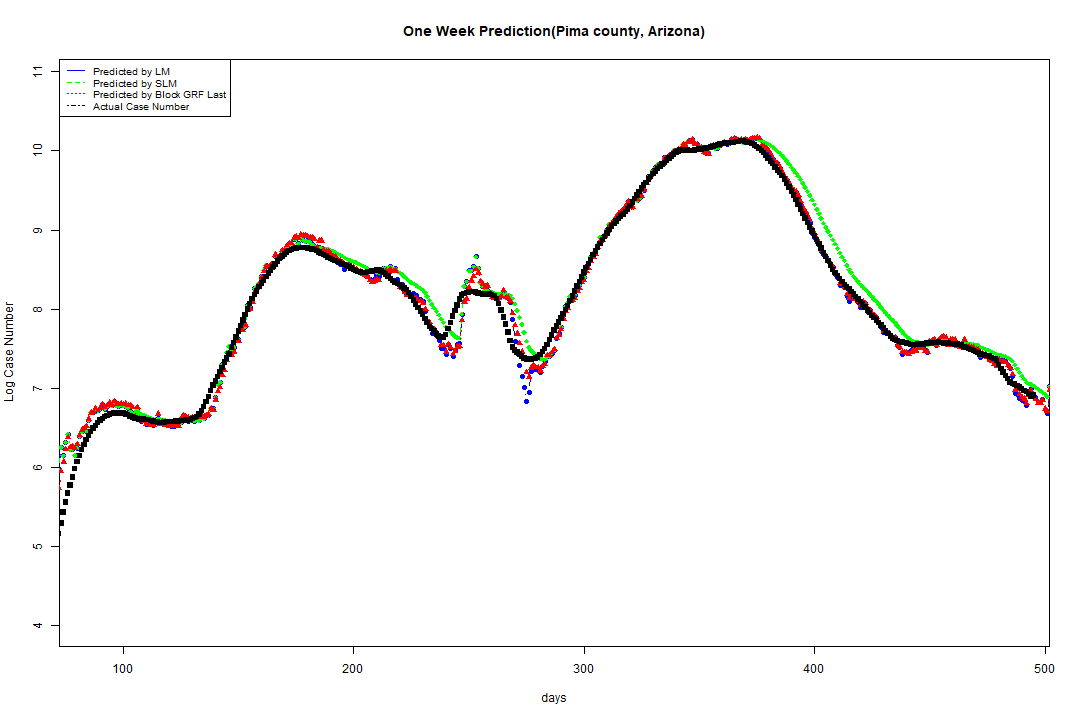 One Week Prediction(Pima county, Arizona)
Predicted by LM
Predicted by SLM
Predicted by Block GRF Last
Actual Case Number
11
10
9
8
7
6
5
4
Log Case Number
100 200 300 400 500
days